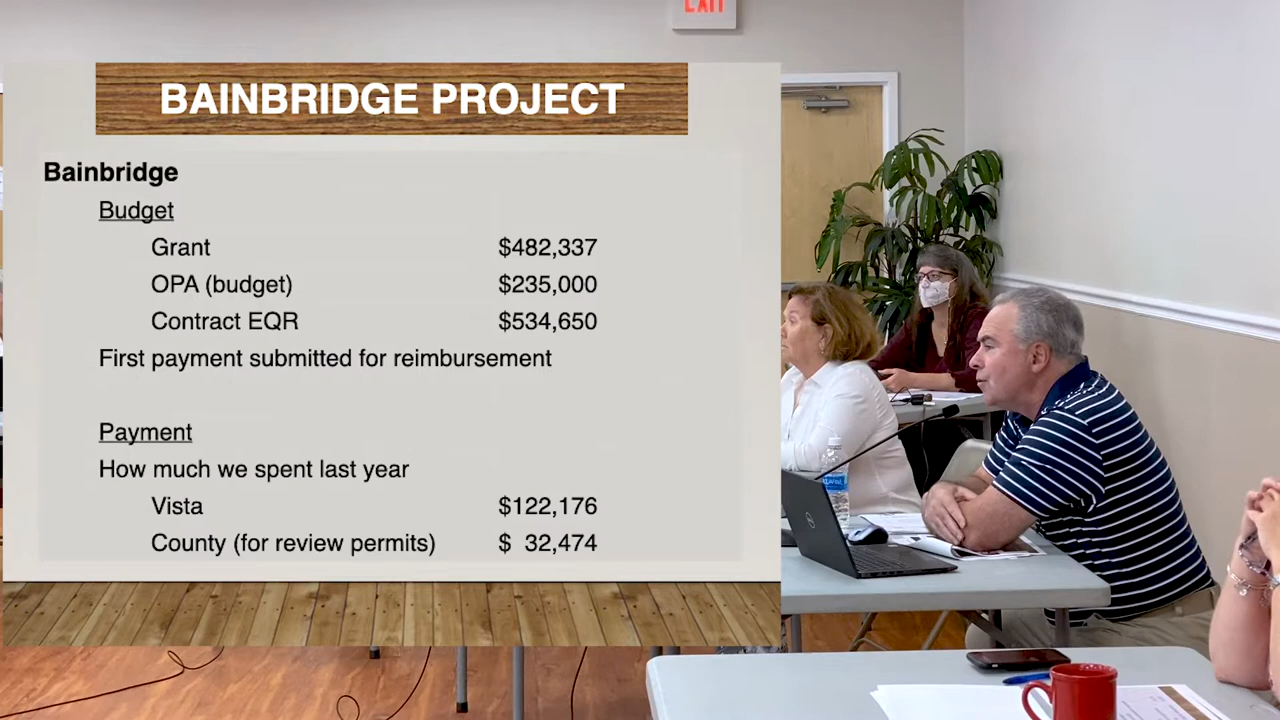 EXIT
BAINBRIDGE PROJECT
Bainbridge
Budget
Grant $482,337
OPA (budget) $235,000
Contract EQR $534,650
First payment submitted for reimbursement
Payment
How much we spent last year
Vista $122,176
County (for review permits) $ 32,474